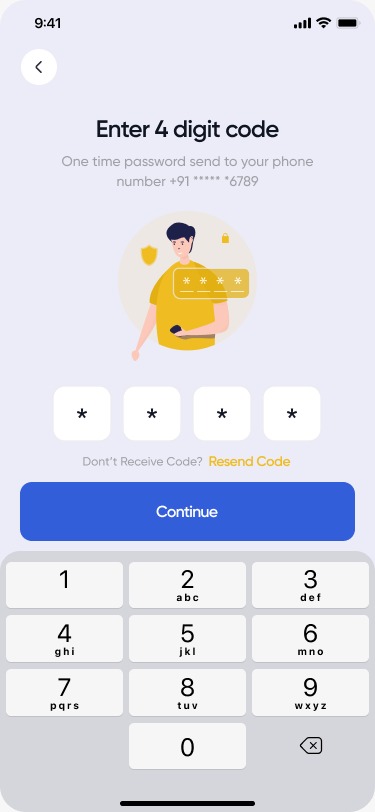 9:41
Enter 4 digit code
One time password send to your phone
number +91 ***** *6789
* * * *
* * * *
Don't Receive Code? Resend Code
Continue
1 2 3
abc def
4 5 6
ghi jkl mno
7 8 9
pqrs tuv wxyz
0